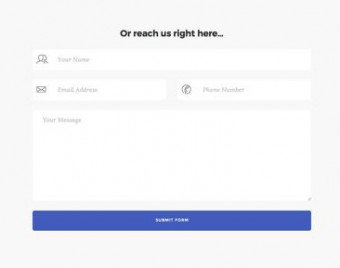 Or reach us right here...
Your Name
Email Address
Phone Number
Your Message
SUBMIT FORM